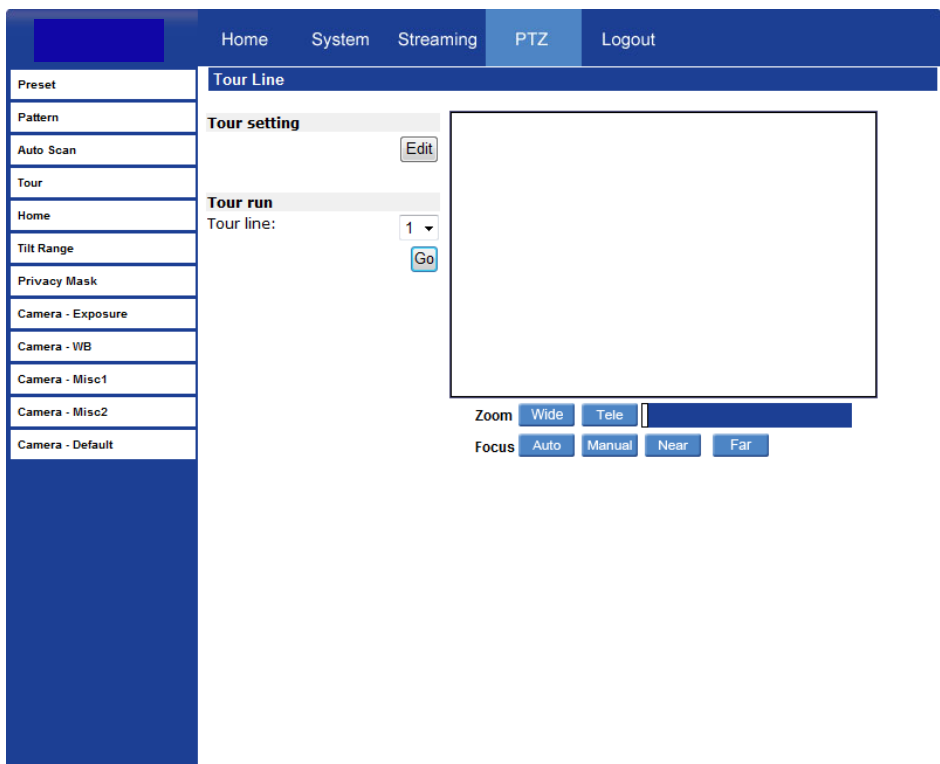 Home System Streaming PTZ Logout
Preset
Pattern
Auto Scan
Tour
Home
Tilt Range
Privacy Mask
Camera - Exposure
Camera - WB
Camera - Misc1
Camera - Misc2
Camera - Default
Tour Line
Tour setting
Edit
Tour run
Tour line: 1
Go
Zoom Wide Tele
Focus Auto Manual Near Far